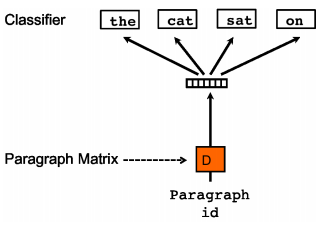 Classifier the cat sat on
Paragraph Matrix D
Paragraph
id